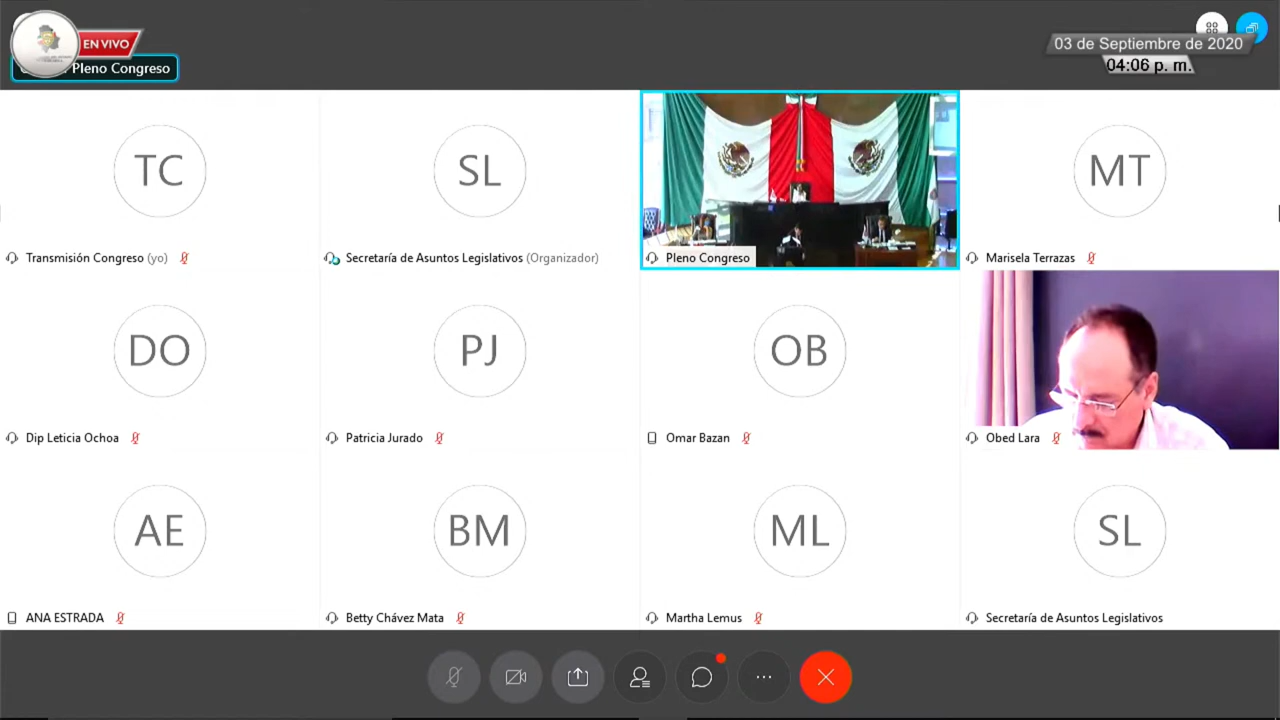 EN VIVO
Pleno Congreso
03 de Septiembre de 2020
04:06 p. m.
TC
SL
MT
Transmisión Congreso (yo)
Secretaría de Asuntos Legislativos (Organizador)
Pleno Congreso
Marisela Terrazas
DO
PJ
OB
Dip Leticia Ochoa
Patricia Jurado
Omar Bazan
Obed Lara
AE
BM
ML
SL
ANA ESTRADA
Betty Chávez Mata
Martha Lemus
Secretaría de Asuntos Legislativos